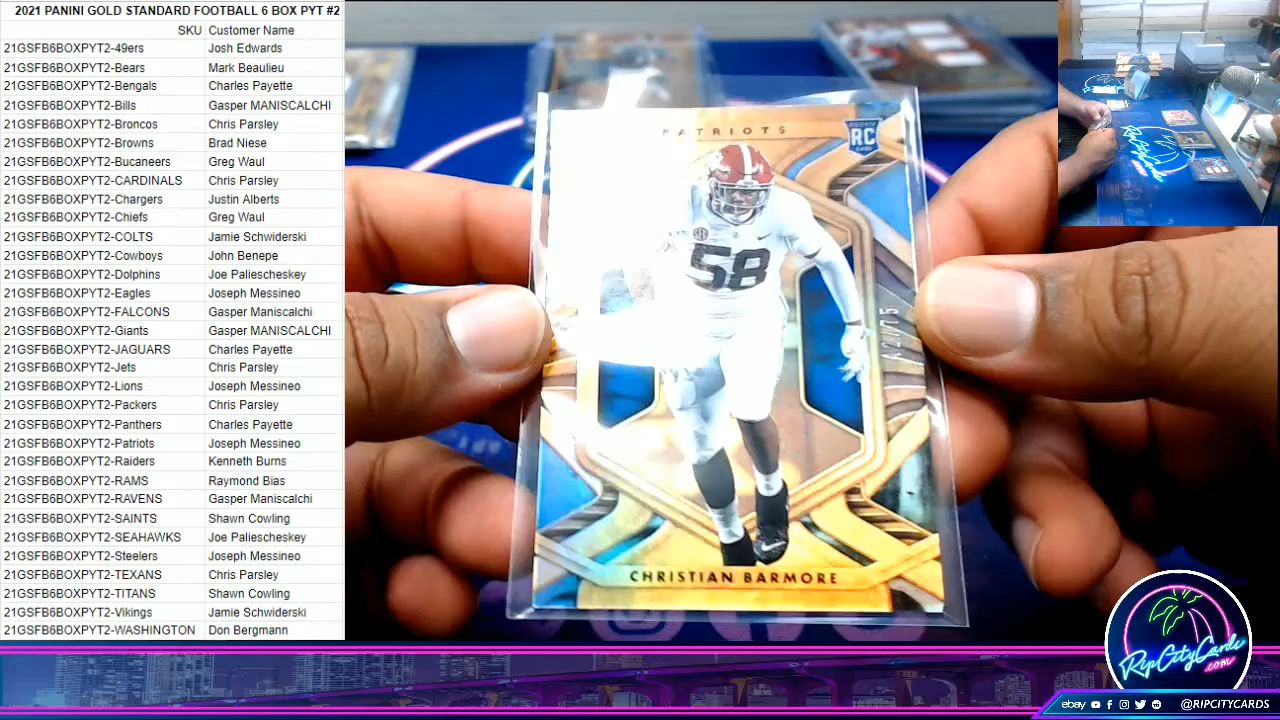 2021 PANINI GOLD STANDARD FOOTBALL 6 BOX PYT #2
SKU Customer Name
21GSFB6BOXPYT2-49ers Josh Edwards
21GSFB6BOXPYT2-Bears Mark Beaulieu
21GSFB6BOXPYT2-Bengals Charles Payette
21GSFB6BOXPYT2-Bills Gasper MANISCALCHI
21GSFB6BOXPYT2-Broncos Chris Parsley
21GSFB6BOXPYT2-Browns Brad Niese
21GSFB6BOXPYT2-Bucaneers Greg Waul
21GSFB6BOXPYT2-CARDINALS Chris Parsley
21GSFB6BOXPYT2-Chargers Justin Alberts
21GSFB6BOXPYT2-Chiefs Greg Waul
21GSFB6BOXPYT2-COLTS Jamie Schwiderski
21GSFB6BOXPYT2-Cowboys John Benepe
21GSFB6BOXPYT2-Dolphins Joe Paliescheskey
21GSFB6BOXPYT2-Eagles Joseph Messineo
21GSFB6BOXPYT2-FALCONS Gasper Maniscalchi
21GSFB6BOXPYT2-Giants Gasper MANISCALCHI
21GSFB6BOXPYT2-JAGUARS Charles Payette
21GSFB6BOXPYT2-Jets Chris Parsley
21GSFB6BOXPYT2-Lions Joseph Messineo
21GSFB6BOXPYT2-Packers Chris Parsley
21GSFB6BOXPYT2-Panthers Charles Payette
21GSFB6BOXPYT2-Patriots Joseph Messineo
21GSFB6BOXPYT2-Raiders Kenneth Burns
21GSFB6BOXPYT2-RAMS Raymond Bias
21GSFB6BOXPYT2-RAVENS Gasper Maniscalchi
21GSFB6BOXPYT2-SAINTS Shawn Cowling
21GSFB6BOXPYT2-SEAHAWKS Joe Paliescheskey
21GSFB6BOXPYT2-Steelers Joseph Messineo
21GSFB6BOXPYT2-TEXANS Chris Parsley
21GSFB6BOXPYT2-TITANS Shawn Cowling
21GSFB6BOXPYT2-Vikings Jamie Schwiderski
21GSFB6BOXPYT2-WASHINGTON Don Bergmann
PATRIOTS
RC
58
CHRISTIAN BARMORE
RipCityCards
.com
ebay @RIPCITYCARDS